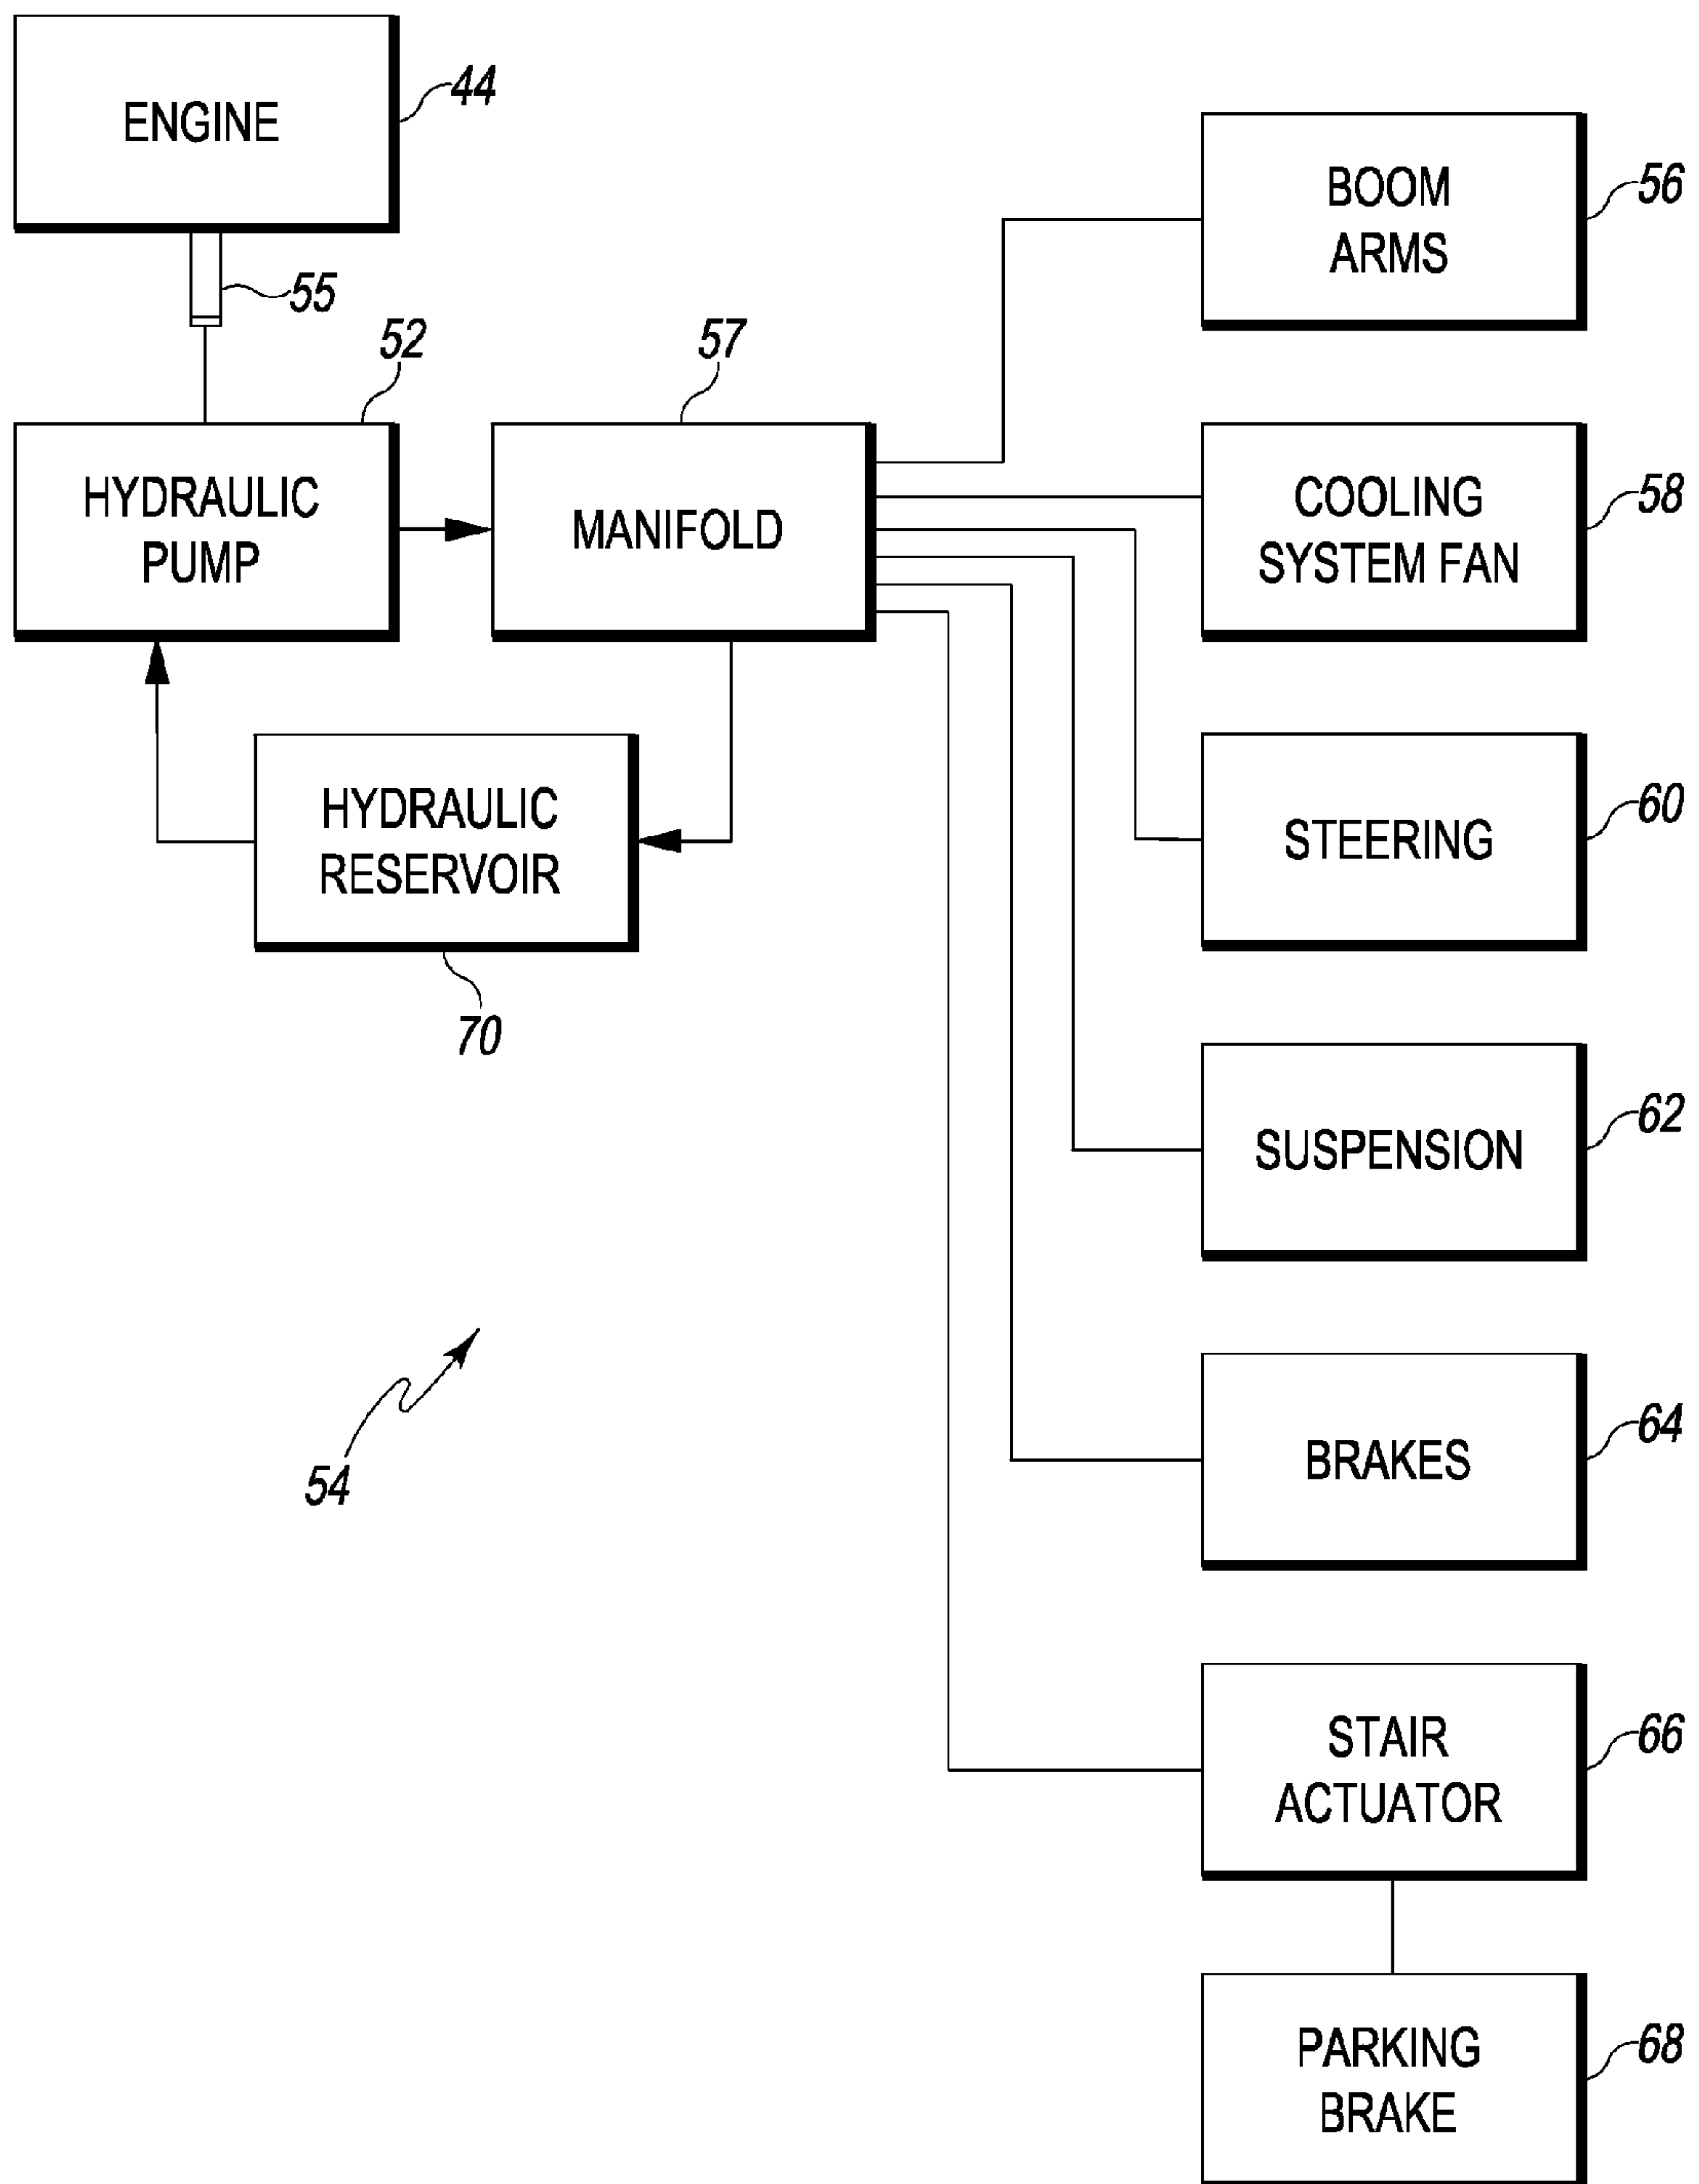 ENGINE
44
55
52
HYDRAULIC
PUMP
57
MANIFOLD
HYDRAULIC
RESERVOIR
70
54
BOOM
ARMS
56
COOLING
SYSTEM FAN
58
STEERING
60
SUSPENSION
62
BRAKES
64
STAIR
ACTUATOR
66
PARKING
BRAKE
68